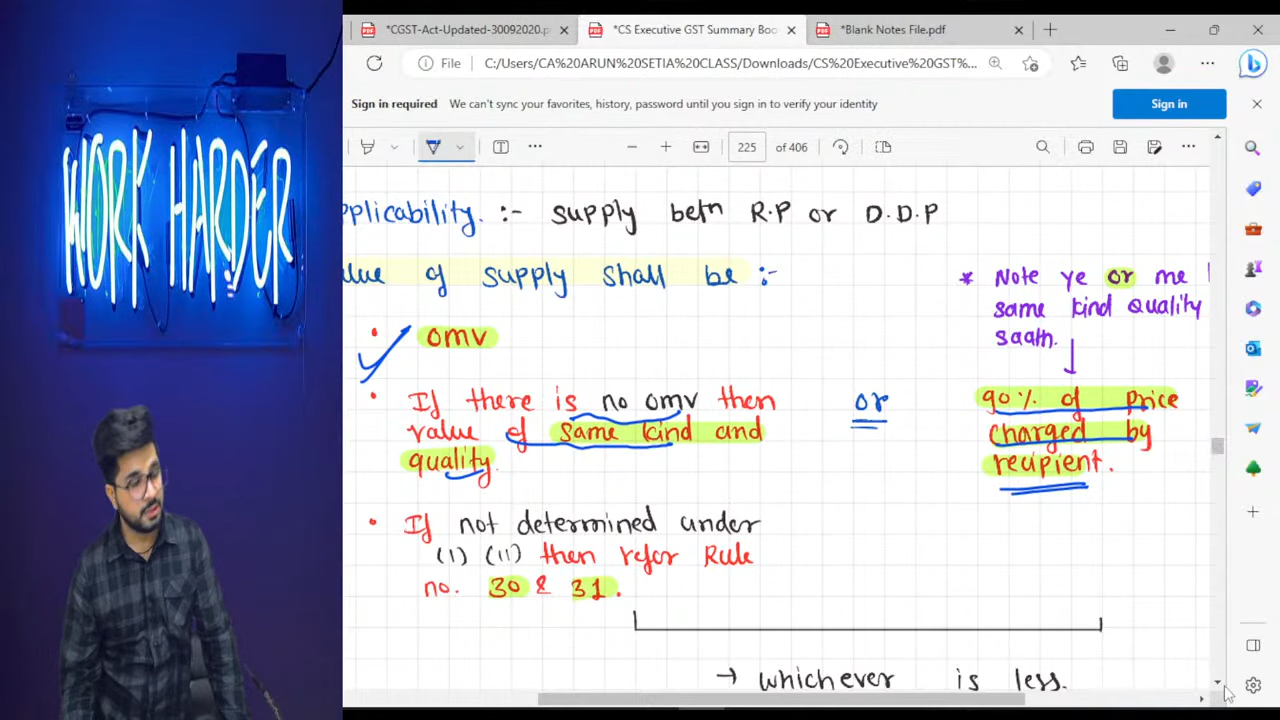 WORK HARDER
*CGST-Act-Updated-30092020.p
*CS Executive GST Summary Boo
*Blank Notes File.pdf
File
C:/Users/CA%20ARUN%20SETIA%20CLASS/Downloads/CS%20Executive%20GST%...
Sign in required We can't sync your favorites, history, password until you sign in to verify your identity
Sign in
225 of 406
pplicability. :- supply betn R.P or D.D.P
alue of supply shall be :-
* Note ye or me
same kind quality
saath.
• omv
• If there is no omv then
value of same kind and
quality.
or
90% of price
charged by
recipient.
• If not determined under
(I) (II) then refer Rule
no. 30 & 31.
→ whichever is less.